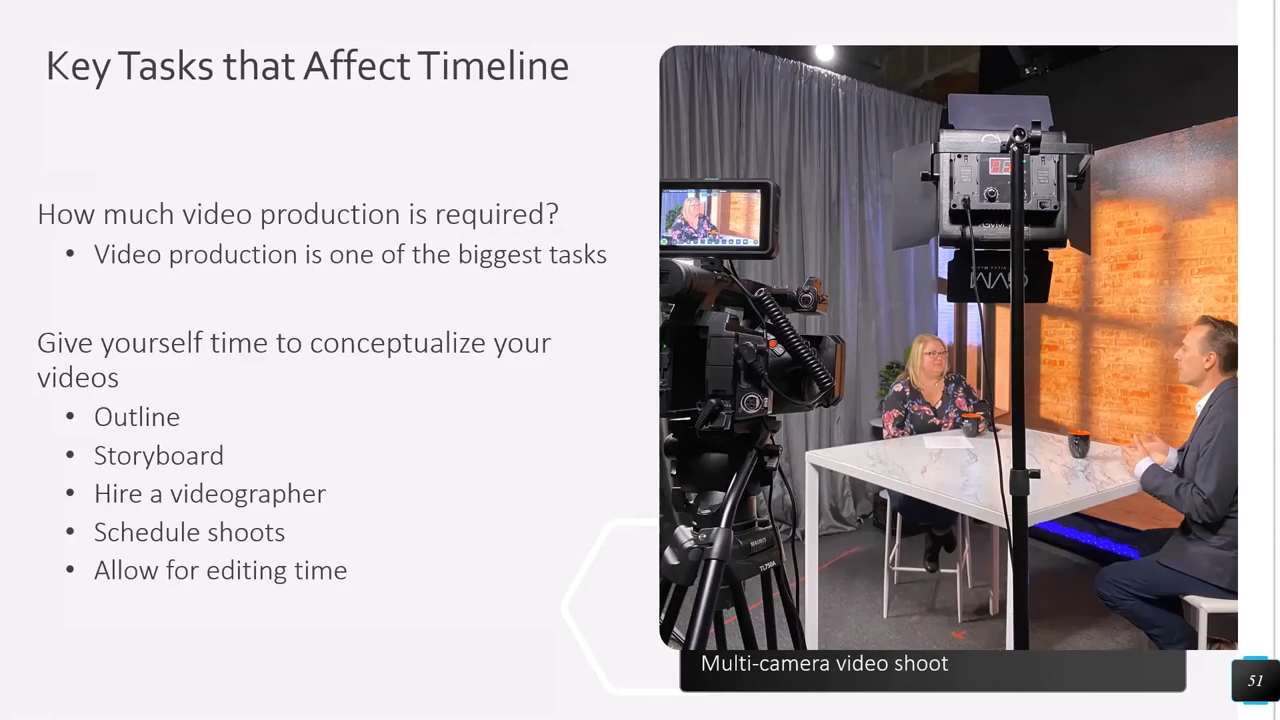 Key Tasks that Affect Timeline
How much video production is required?
• Video production is one of the biggest tasks
Give yourself time to conceptualize your
videos
• Outline
• Storyboard
• Hire a videographer
• Schedule shoots
• Allow for editing time
GVM
TL750A
Multi-camera video shoot
51